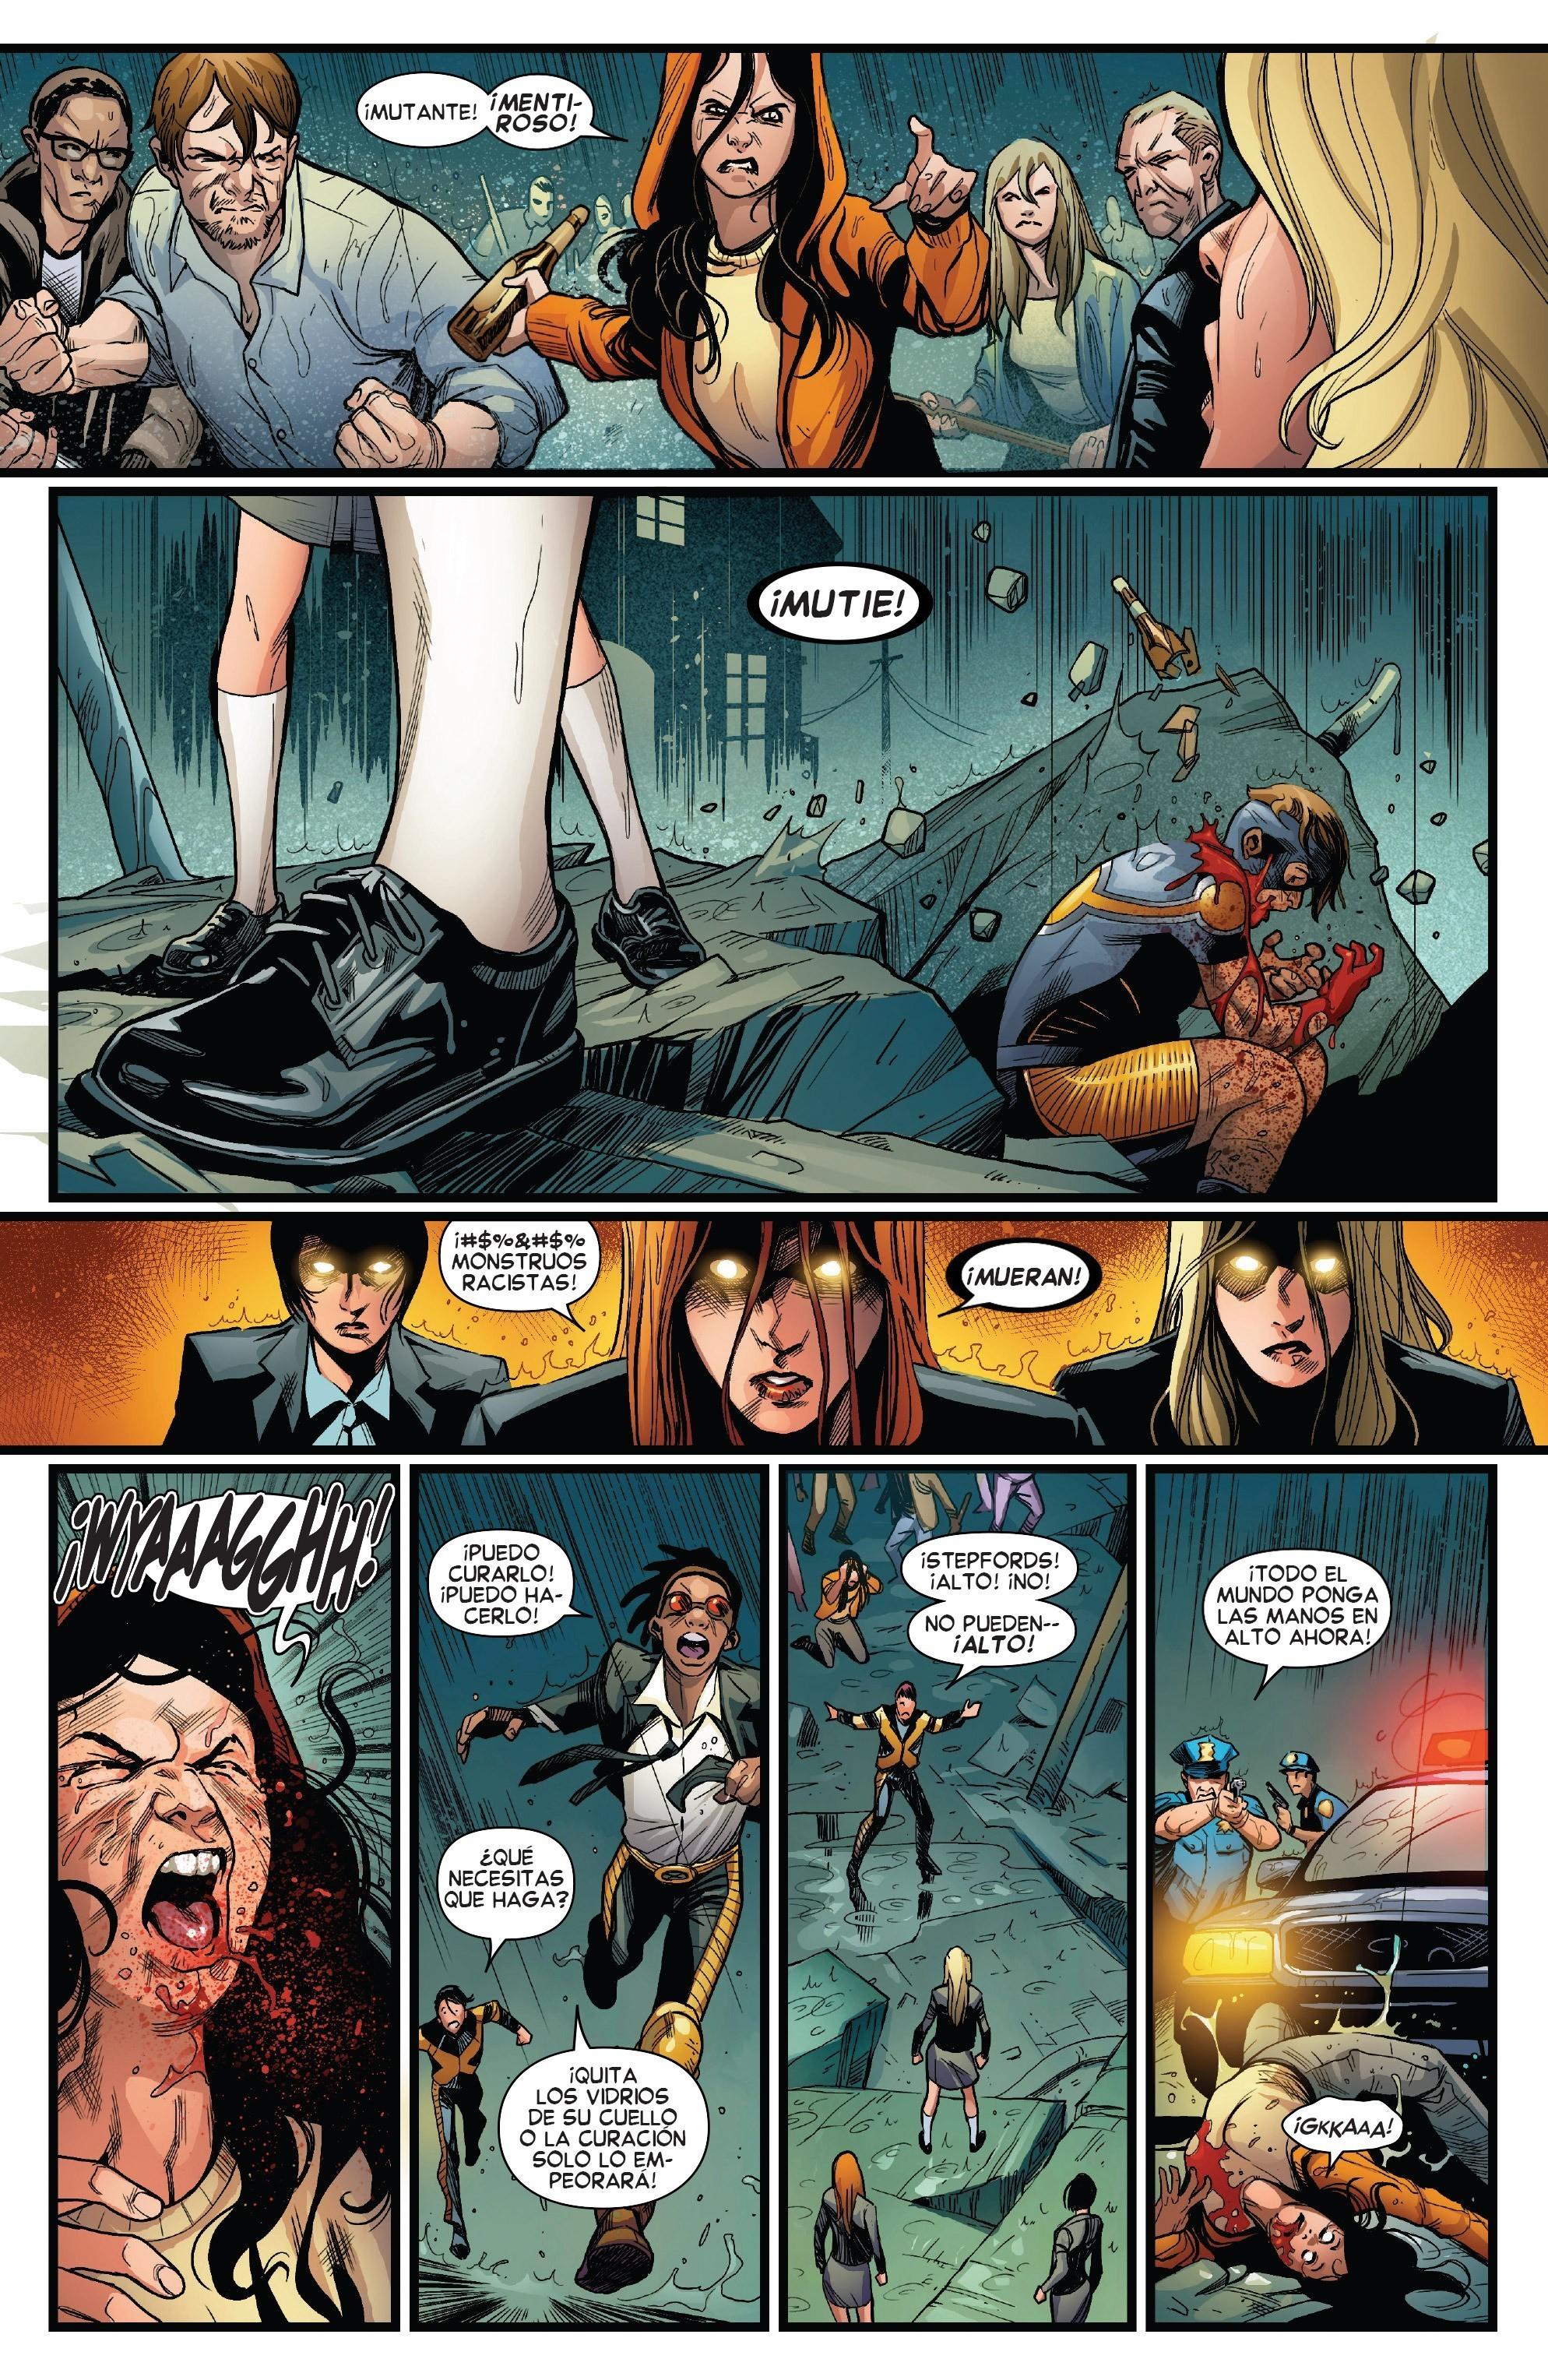 ¡MUTANTE!
¡MENTI-
ROSO!
¡MUTIE!
¡#$%&#$%
MONSTRUOS
RACISTAS!
¡MUERAN!
¡WYAAAGGHH!
¡PUEDO
CURARLO!
¡PUEDO HA-
CERLO!
¿QUÉ
NECESITAS
QUE HAGA?
¡QUITA
LOS VIDRIOS
DE SU CUELLO
O LA CURACIÓN
SOLO LO EM-
PEORARÁ!
¡STEPFORDS!
¡ALTO! ¡NO!
NO PUEDEN--
¡ALTO!
¡TODO EL
MUNDO PONGA
LAS MANOS EN
ALTO AHORA!
¡GKKAAA!